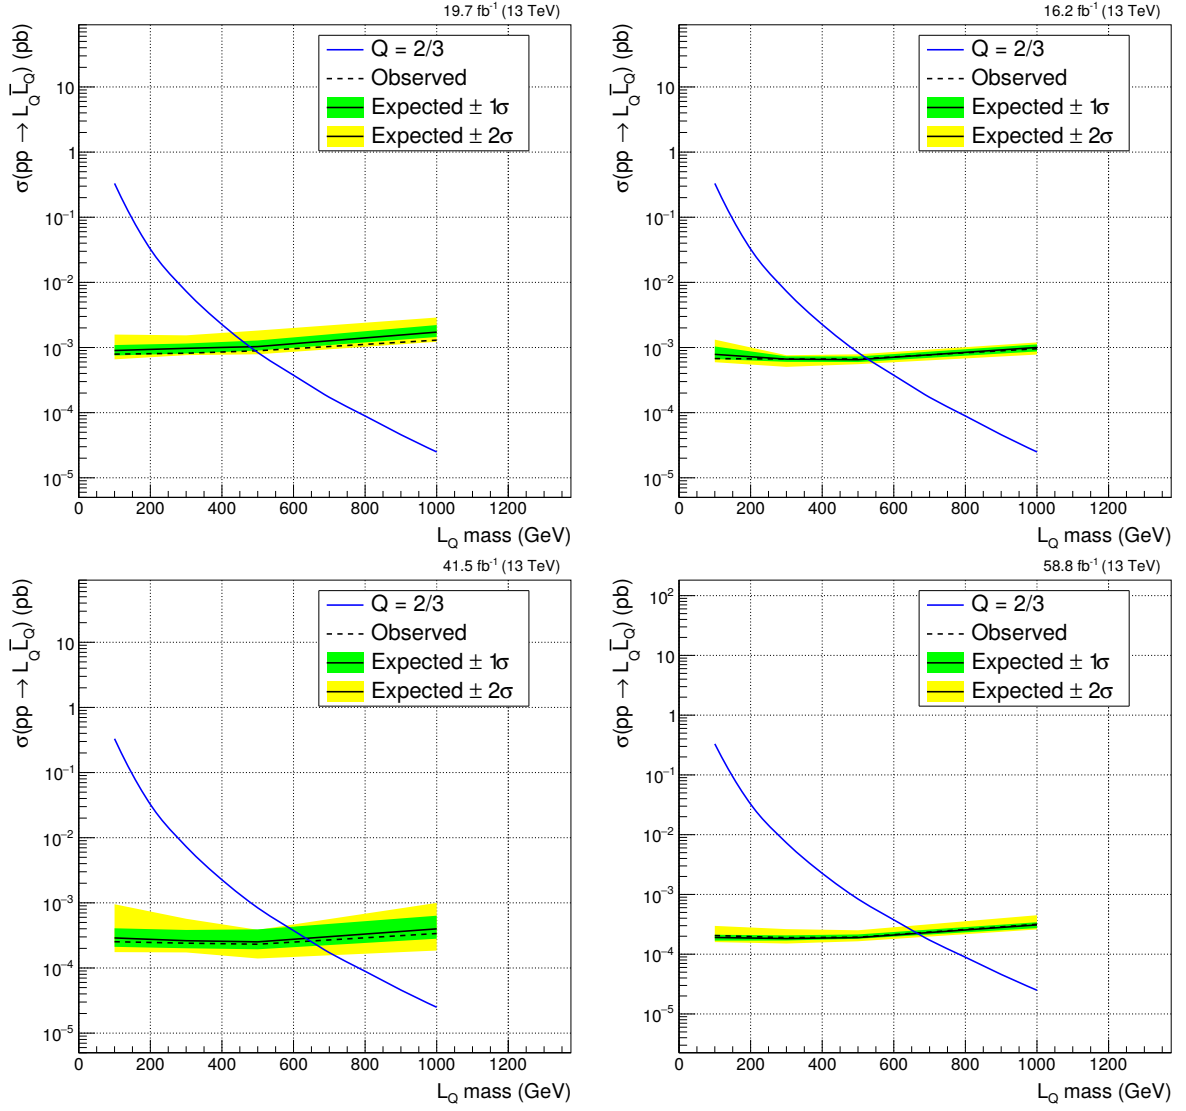 19.7 fb⁻¹ (13 TeV)
σ(pp → L_Q L̅_Q) (pb)
Q = 2/3
Observed
Expected ± 1σ
Expected ± 2σ
10
1
10⁻¹
10⁻²
10⁻³
10⁻⁴
10⁻⁵
0 200 400 600 800 1000 1200
L_Q mass (GeV)
16.2 fb⁻¹ (13 TeV)
σ(pp → L_Q L̅_Q) (pb)
Q = 2/3
Observed
Expected ± 1σ
Expected ± 2σ
10
1
10⁻¹
10⁻²
10⁻³
10⁻⁴
10⁻⁵
0 200 400 600 800 1000 1200
L_Q mass (GeV)
41.5 fb⁻¹ (13 TeV)
σ(pp → L_Q L̅_Q) (pb)
Q = 2/3
Observed
Expected ± 1σ
Expected ± 2σ
10
1
10⁻¹
10⁻²
10⁻³
10⁻⁴
10⁻⁵
0 200 400 600 800 1000 1200
L_Q mass (GeV)
58.8 fb⁻¹ (13 TeV)
σ(pp → L_Q L̅_Q) (pb)
Q = 2/3
Observed
Expected ± 1σ
Expected ± 2σ
10²
10
1
10⁻¹
10⁻²
10⁻³
10⁻⁴
10⁻⁵
0 200 400 600 800 1000 1200
L_Q mass (GeV)